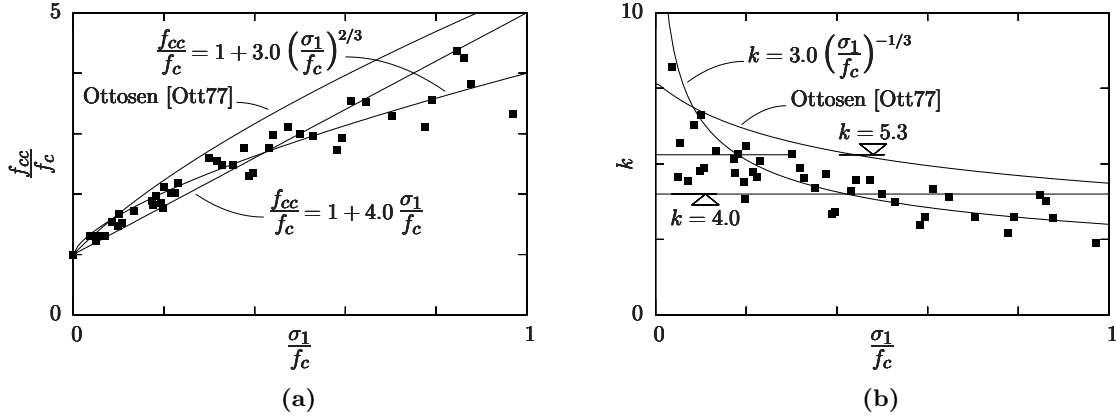 5
f_cc/f_c = 1 + 3.0 (σ_1/f_c)^{2/3}
Ottosen [Ott77]
f_cc/f_c
f_cc/f_c = 1 + 4.0 σ_1/f_c
0
0
σ_1/f_c
1
(a)
10
k = 3.0 (σ_1/f_c)^{−1/3}
Ottosen [Ott77]
k = 5.3
k
k = 4.0
0
0
σ_1/f_c
1
(b)